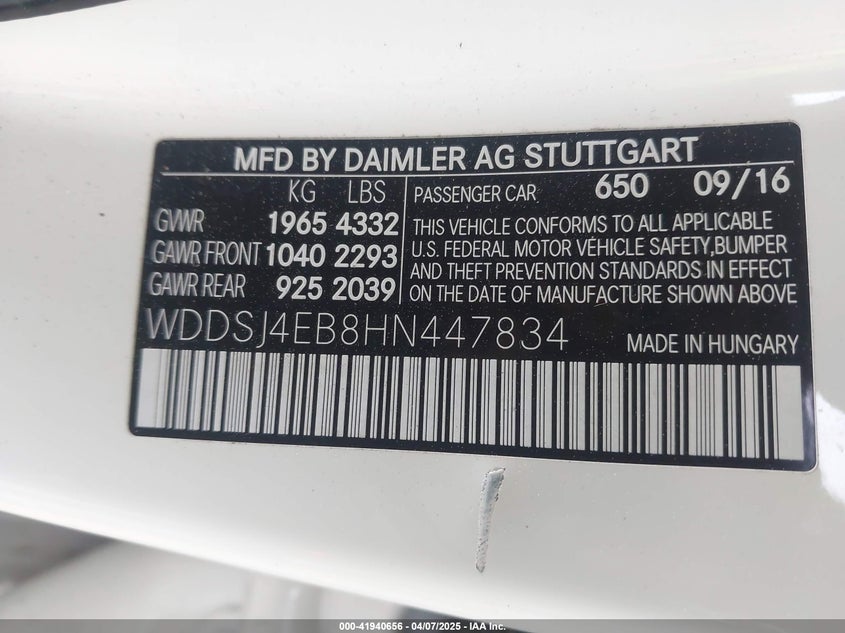 MFD BY DAIMLER AG STUTTGART
KG LBS
GVWR 1965 4332
GAWR FRONT 1040 2293
GAWR REAR 925 2039
PASSENGER CAR 650 09/16
THIS VEHICLE CONFORMS TO ALL APPLICABLE
U.S. FEDERAL MOTOR VEHICLE SAFETY,BUMPER
AND THEFT PREVENTION STANDARDS IN EFFECT
ON THE DATE OF MANUFACTURE SHOWN ABOVE
WDDSJ4EB8HN447834
MADE IN HUNGARY
000-41940656 - 04/07/2025 - IAA Inc.